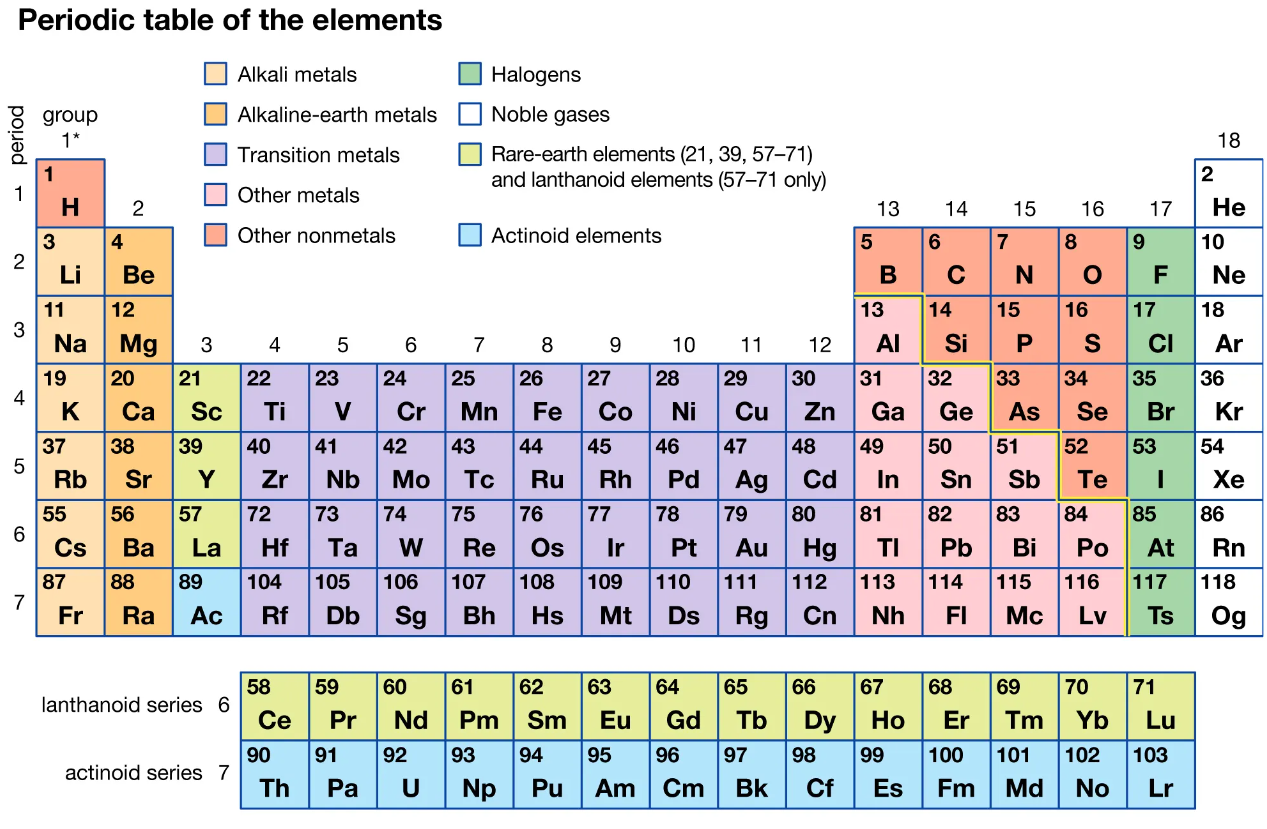 Periodic table of the elements
Alkali metals
Alkaline-earth metals
Transition metals
Other metals
Other nonmetals
Halogens
Noble gases
Rare-earth elements (21, 39, 57–71)
and lanthanoid elements (57–71 only)
Actinoid elements
period
group
1* 18
1 2
1 H He
2 13 14 15 16 17
3 4 5 6 7 8 9 10
2 Li Be B C N O F Ne
11 12 13 14 15 16 17 18
3 Na Mg 3 4 5 6 7 8 9 10 11 12 Al Si P S Cl Ar
19 20 21 22 23 24 25 26 27 28 29 30 31 32 33 34 35 36
4 K Ca Sc Ti V Cr Mn Fe Co Ni Cu Zn Ga Ge As Se Br Kr
37 38 39 40 41 42 43 44 45 46 47 48 49 50 51 52 53 54
5 Rb Sr Y Zr Nb Mo Tc Ru Rh Pd Ag Cd In Sn Sb Te I Xe
55 56 57 72 73 74 75 76 77 78 79 80 81 82 83 84 85 86
6 Cs Ba La Hf Ta W Re Os Ir Pt Au Hg Tl Pb Bi Po At Rn
87 88 89 104 105 106 107 108 109 110 111 112 113 114 115 116 117 118
7 Fr Ra Ac Rf Db Sg Bh Hs Mt Ds Rg Cn Nh Fl Mc Lv Ts Og
58 59 60 61 62 63 64 65 66 67 68 69 70 71
lanthanoid series 6 Ce Pr Nd Pm Sm Eu Gd Tb Dy Ho Er Tm Yb Lu
90 91 92 93 94 95 96 97 98 99 100 101 102 103
actinoid series 7 Th Pa U Np Pu Am Cm Bk Cf Es Fm Md No Lr